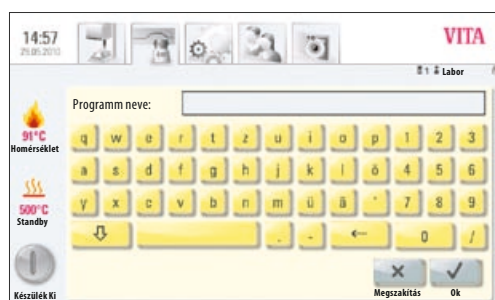 14:57
25.05.2010
VITA
1 Labor
Programm neve:
91°C
Homérséklet
q w e r t z u i o p 1 2 3
a s d f g h j k l ö 4 5 6
500°C
Standby
y x c v b n m ü ä 7 8 9
. - ← 0 /
Készülék Ki
Megszakítás
Ok